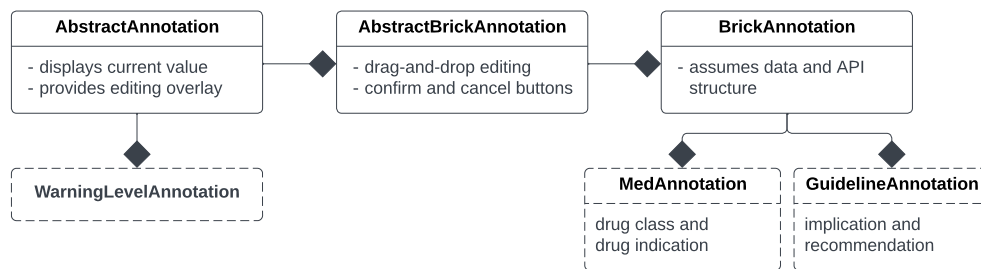 AbstractAnnotation
- displays current value
- provides editing overlay
AbstractBrickAnnotation
- drag-and-drop editing
- confirm and cancel buttons
BrickAnnotation
- assumes data and API
structure
WarningLevelAnnotation
MedAnnotation
drug class and
drug indication
GuidelineAnnotation
implication and
recommendation